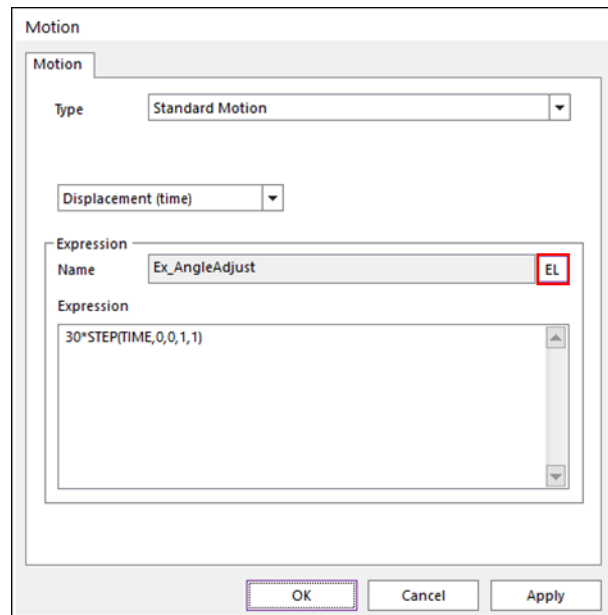 Motion
Motion
Type
Standard Motion
Displacement (time)
Expression
Name
Ex_AngleAdjust
EL
Expression
30*STEP(TIME,0,0,1,1)
OK
Cancel
Apply